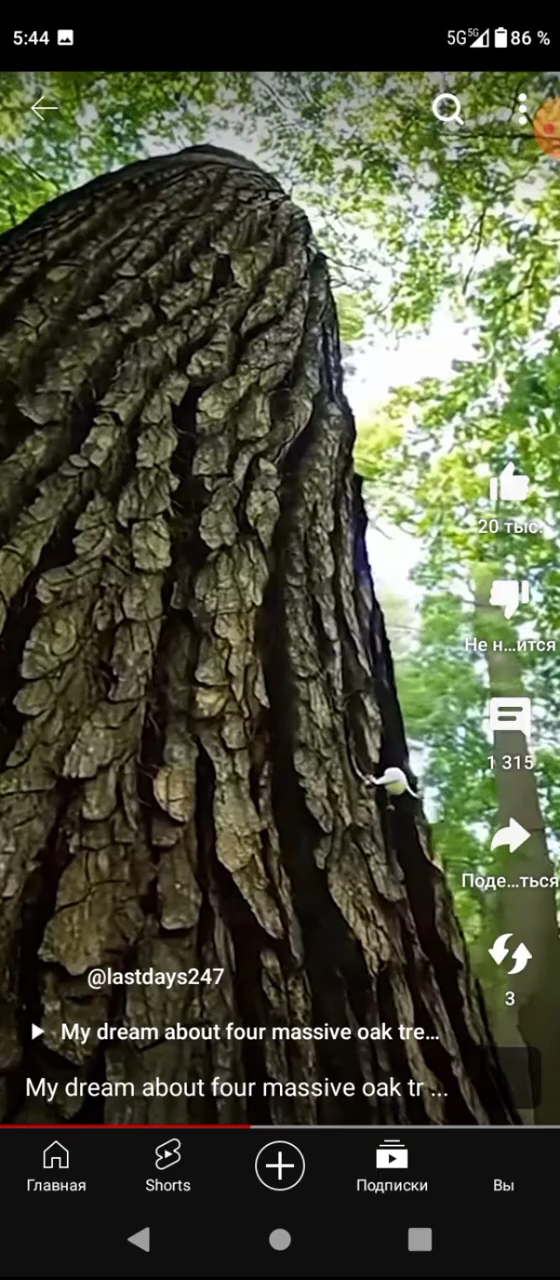 5:44 5G 5G 86 %
20 тыс.
Не н...ится
1 315
Поде...ться
3
@lastdays247
My dream about four massive oak tre...
My dream about four massive oak tr ...
Главная Shorts Подписки Вы